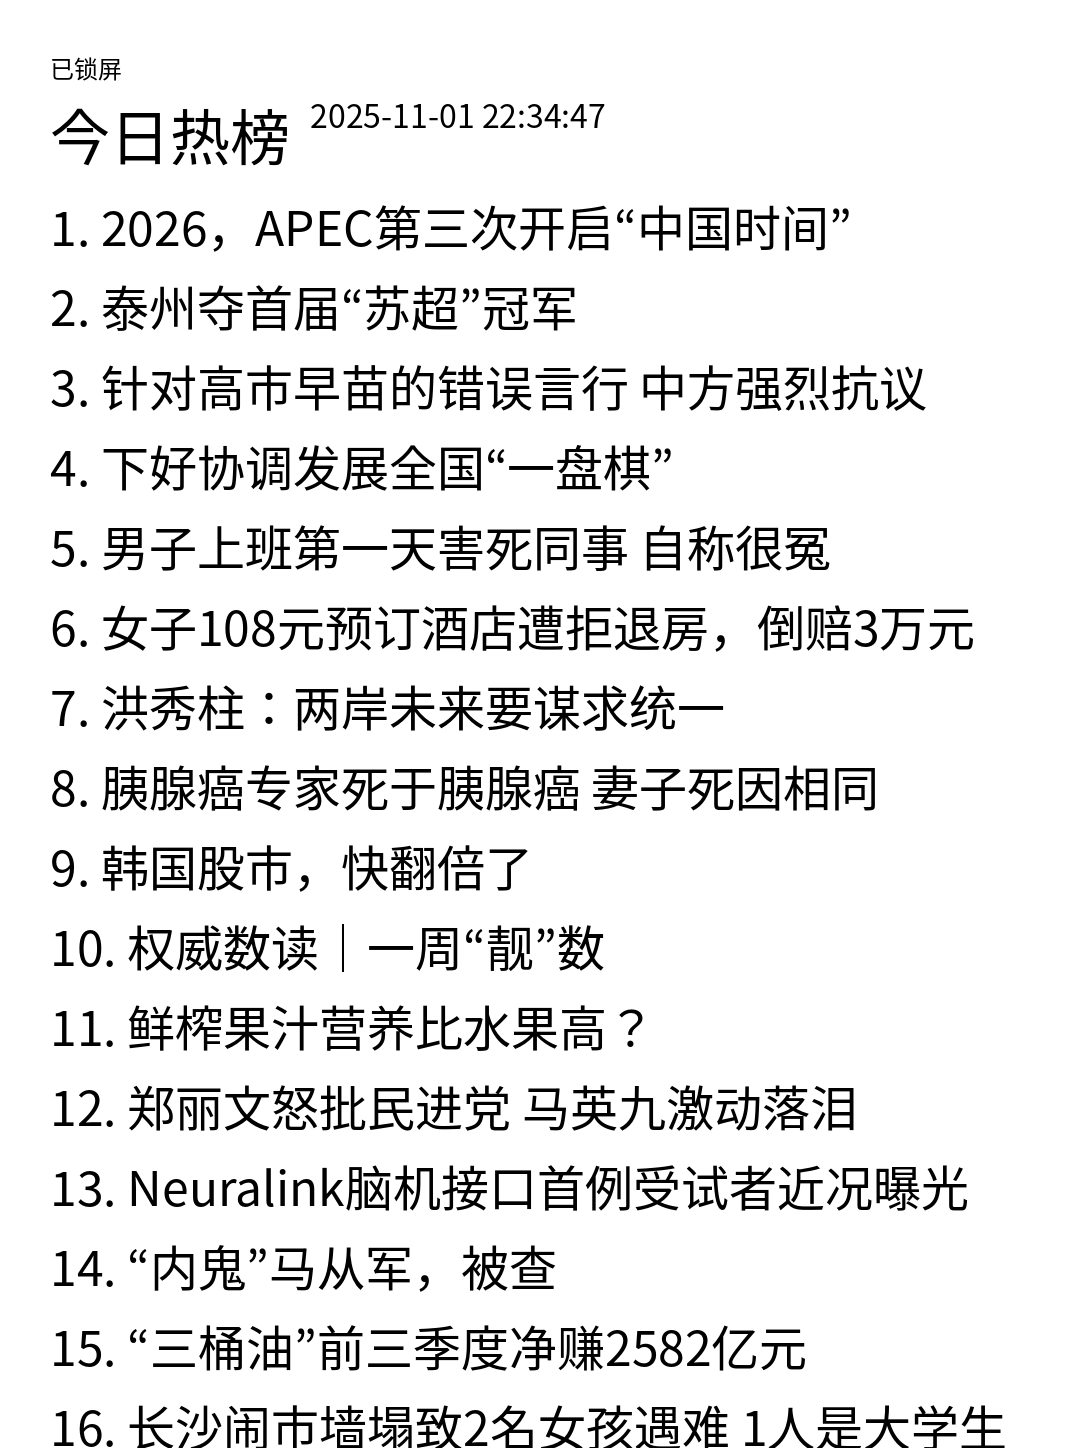 已锁屏
今日热榜 2025-11-01 22:34:47
1. 2026，APEC第三次开启“中国时间”
2. 泰州夺首届“苏超”冠军
3. 针对高市早苗的错误言行 中方强烈抗议
4. 下好协调发展全国“一盘棋”
5. 男子上班第一天害死同事 自称很冤
6. 女子108元预订酒店遭拒退房，倒赔3万元
7. 洪秀柱：两岸未来要谋求统一
8. 胰腺癌专家死于胰腺癌 妻子死因相同
9. 韩国股市，快翻倍了
10. 权威数读｜一周“靓”数
11. 鲜榨果汁营养比水果高？
12. 郑丽文怒批民进党 马英九激动落泪
13. Neuralink脑机接口首例受试者近况曝光
14. “内鬼”马从军，被查
15. “三桶油”前三季度净赚2582亿元
16. 长沙闹市墙塌致2名女孩遇难 1人是大学生